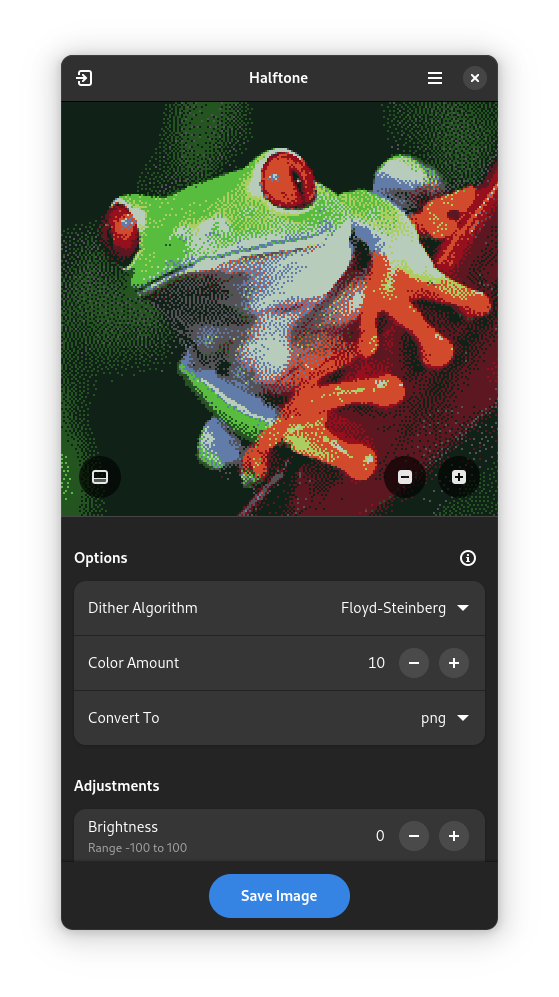 Halftone
Options
Dither Algorithm Floyd-Steinberg
Color Amount 10
Convert To png
Adjustments
Brightness 0
Range -100 to 100
Save Image